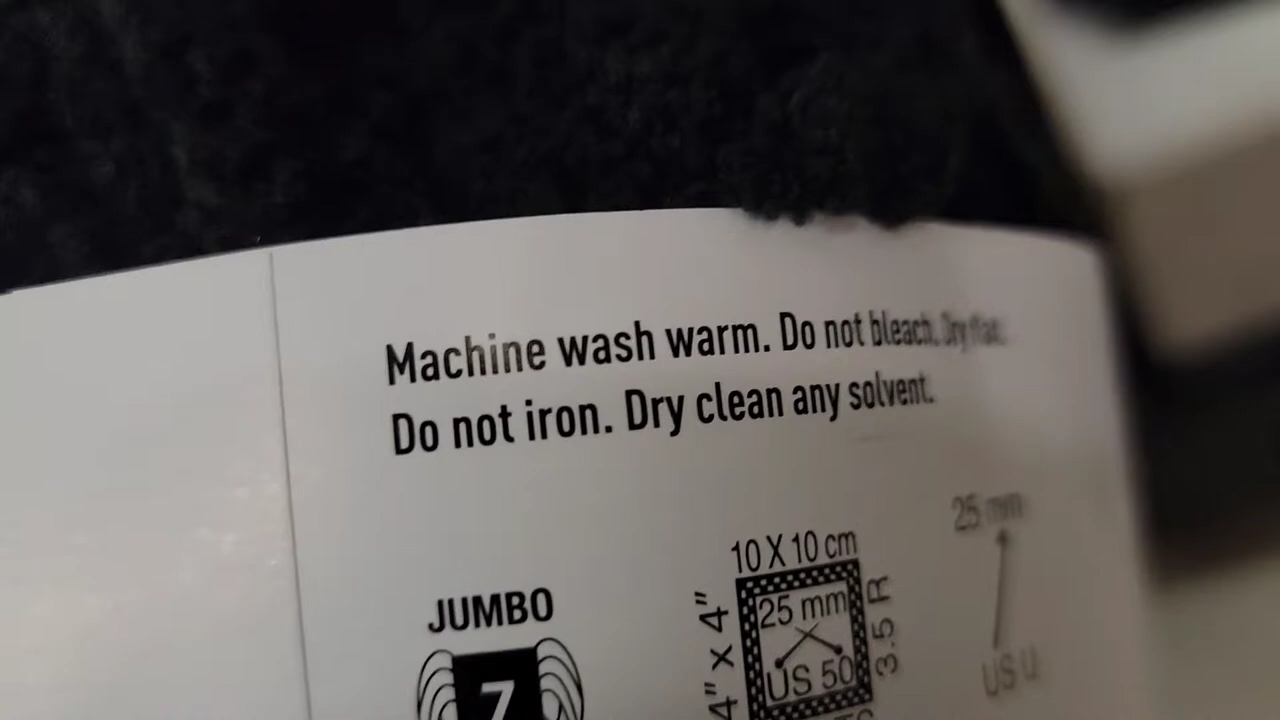 Machine wash warm. Do not bleach. Dry flat.
Do not iron. Dry clean any solvent.
10 X 10 cm
25 mm
JUMBO
4" x 4"
25 mm
3.5 R
US 50
US U
7